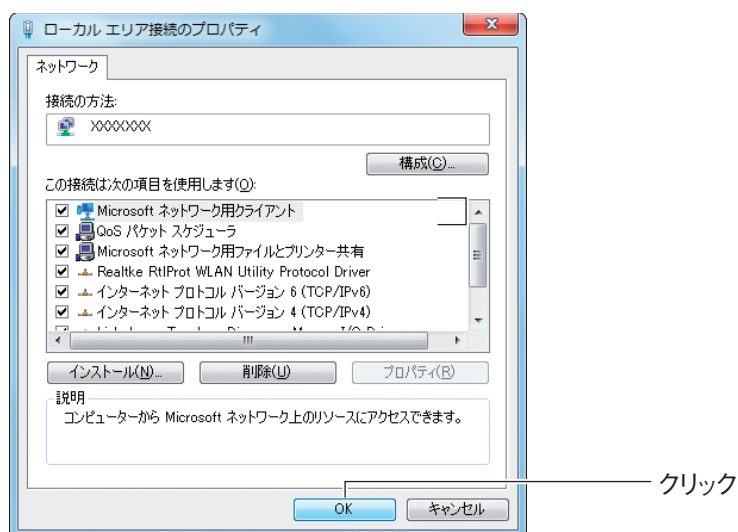 ローカル エリア接続のプロパティ
ネットワーク
接続の方法:
XXXXXXXX
構成(C)...
この接続は次の項目を使用します(O):
Microsoft ネットワーク用クライアント
QoS パケット スケジューラ
Microsoft ネットワーク用ファイルとプリンター共有
Realtke RtlProt WLAN Utility Protocol Driver
インターネット プロトコル バージョン 6 (TCP/IPv6)
インターネット プロトコル バージョン 4 (TCP/IPv4)
インストール(N)...
削除(U)
プロパティ(R)
説明
コンピューターから Microsoft ネットワーク上のリソースにアクセスできます。
クリック
OK
キャンセル